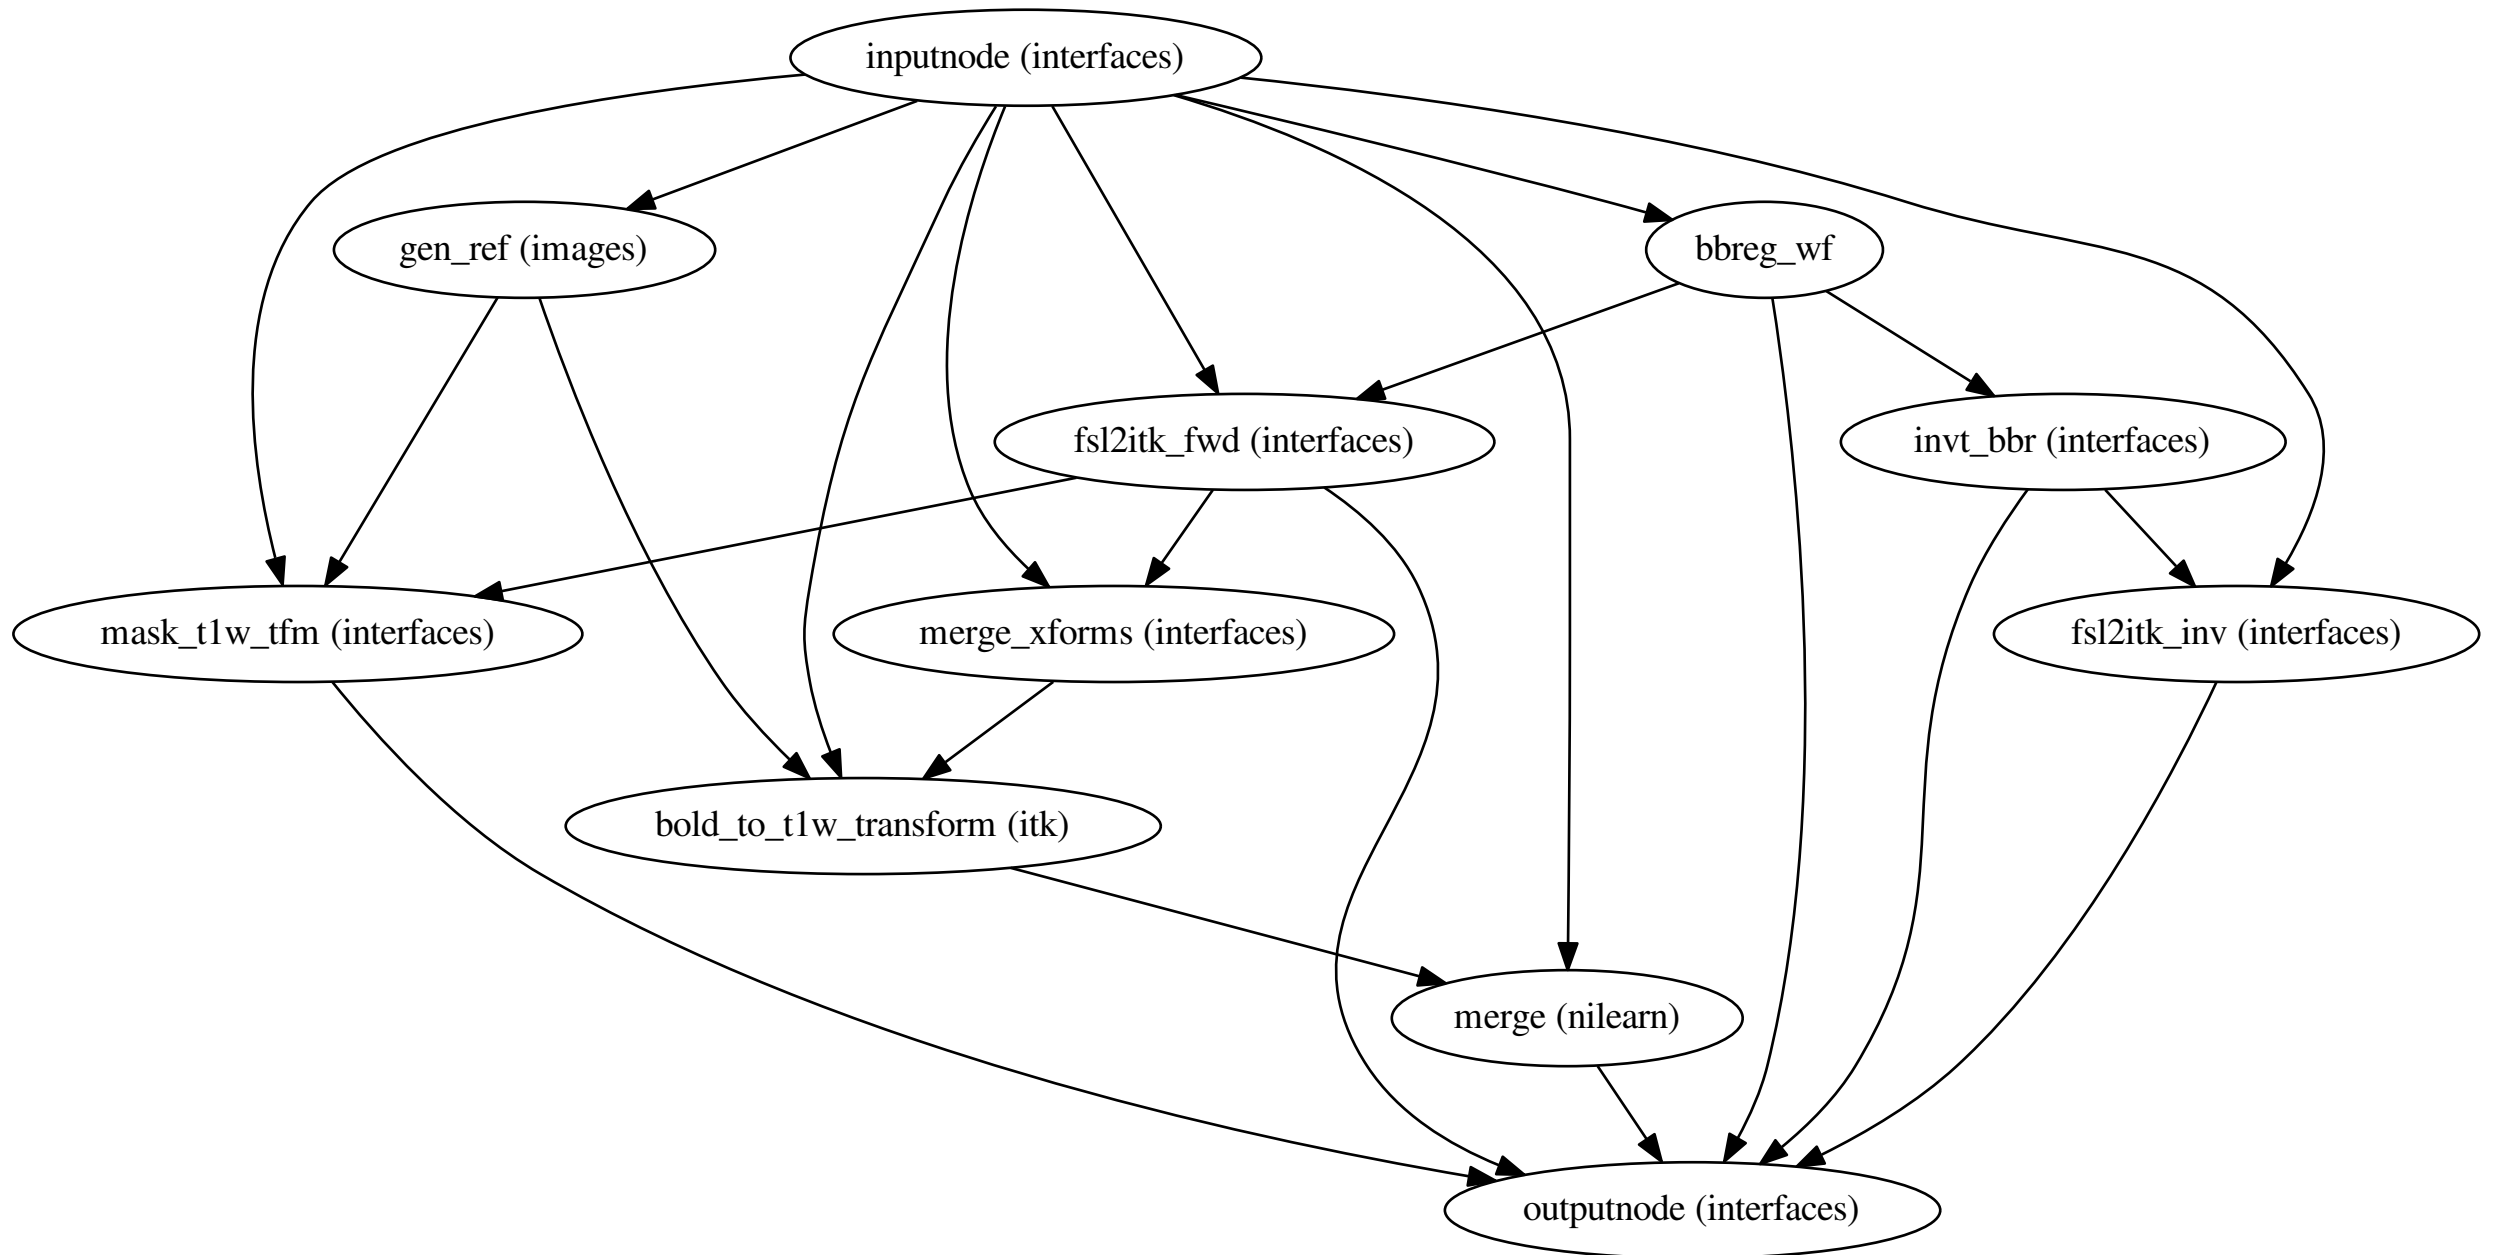 inputnode (interfaces)
gen_ref (images)
bbreg_wf
fsl2itk_fwd (interfaces)
invt_bbr (interfaces)
mask_t1w_tfm (interfaces)
merge_xforms (interfaces)
fsl2itk_inv (interfaces)
bold_to_t1w_transform (itk)
merge (nilearn)
outputnode (interfaces)